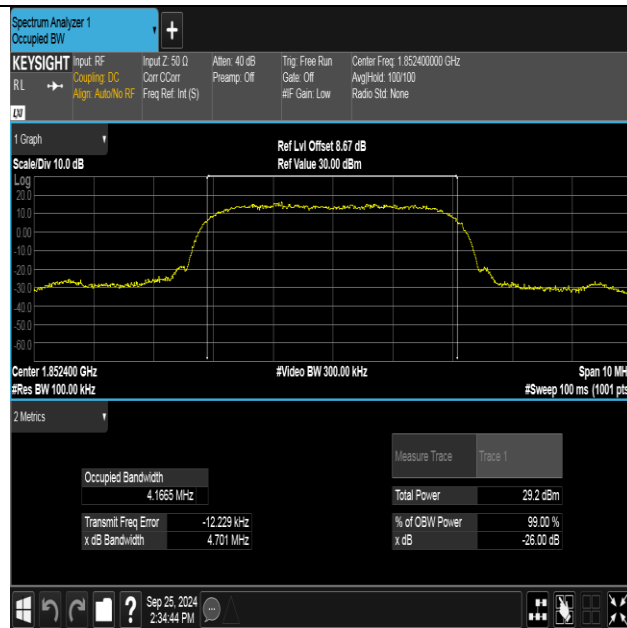 Spectrum Analyzer 1
Occupied BW
+
KEYSIGHT Input: RF Input Z: 50 Ω Atten: 40 dB Trig: Free Run Center Freq: 1.852400000 GHz
RL Coupling: DC Corr CCorr Preamp: Off Gate: Off Avg|Hold: 100/100
Align: Auto/No RF Freq Ref: Int (S) #IF Gain: Low Radio Std: None
LXI
1 Graph
Ref Lvl Offset 8.67 dB
Scale/Div 10.0 dB Ref Value 30.00 dBm
Log
20.0
10.0
0.00
-10.0
-20.0
-30.0
-40.0
-50.0
-60.0
Center 1.852400 GHz #Video BW 300.00 kHz Span 10 MH
#Res BW 100.00 kHz #Sweep 100 ms (1001 pts
2 Metrics
Measure Trace Trace 1
Occupied Bandwidth
4.1665 MHz Total Power 29.2 dBm
Transmit Freq Error -12.229 kHz % of OBW Power 99.00 %
x dB Bandwidth 4.701 MHz x dB -26.00 dB
? Sep 25, 2024
2:34:44 PM